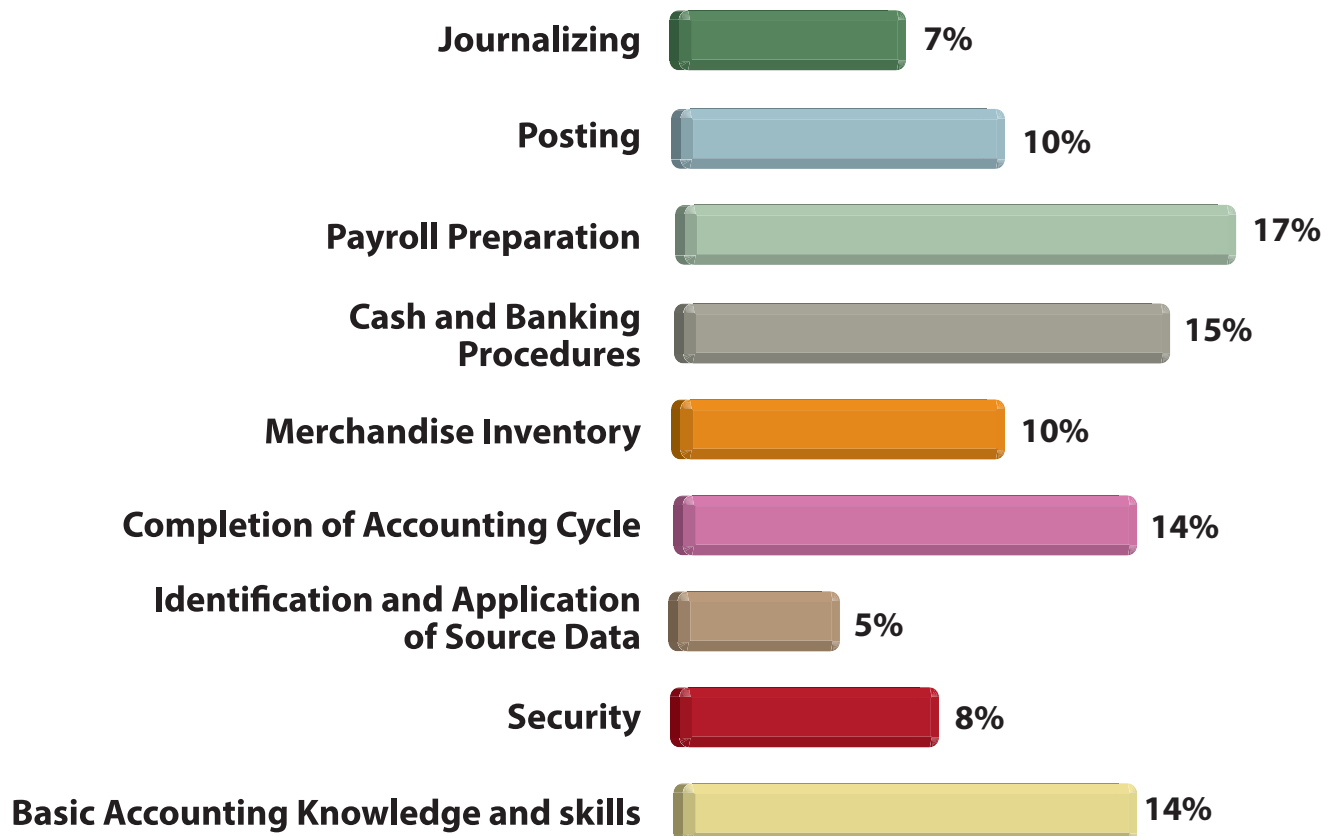 Journalizing 7%
Posting 10%
Payroll Preparation 17%
Cash and Banking
Procedures 15%
Merchandise Inventory 10%
Completion of Accounting Cycle 14%
Identification and Application
of Source Data 5%
Security 8%
Basic Accounting Knowledge and skills 14%